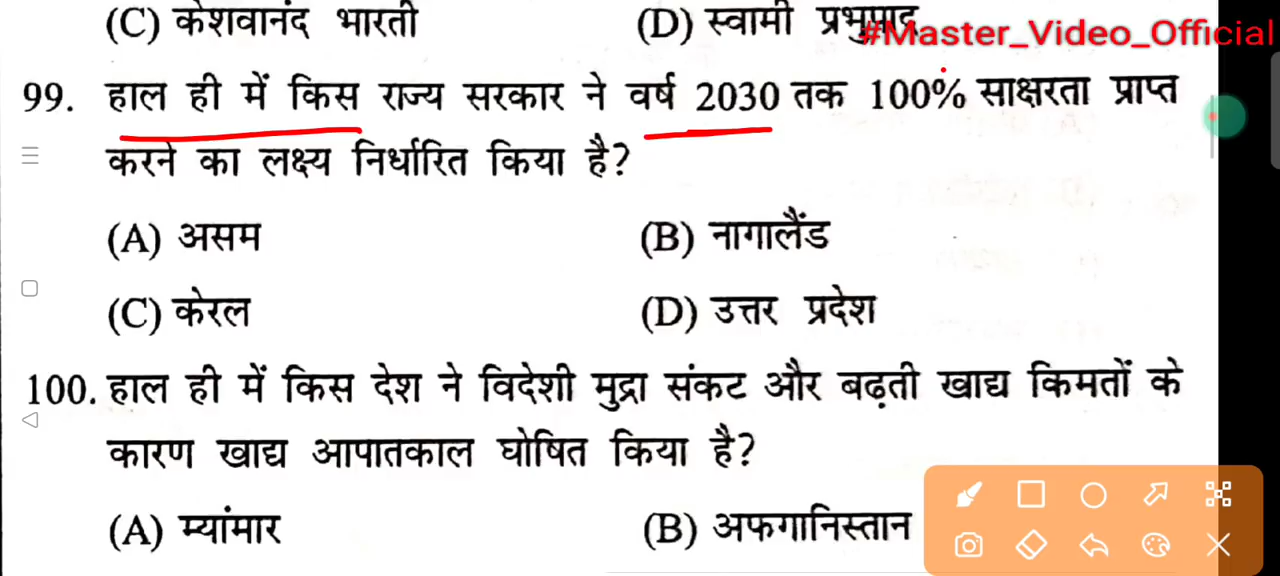 (C) केशवानंद भारती (D) स्वामी प्रभुपाद
#Master_Video_Official
99. हाल ही में किस राज्य सरकार ने वर्ष 2030 तक 100% साक्षरता प्राप्त
करने का लक्ष्य निर्धारित किया है?
(A) असम (B) नागालैंड
(C) केरल (D) उत्तर प्रदेश
100. हाल ही में किस देश ने विदेशी मुद्रा संकट और बढ़ती खाद्य किमतों के
कारण खाद्य आपातकाल घोषित किया है?
(A) म्यांमार (B) अफगानिस्तान